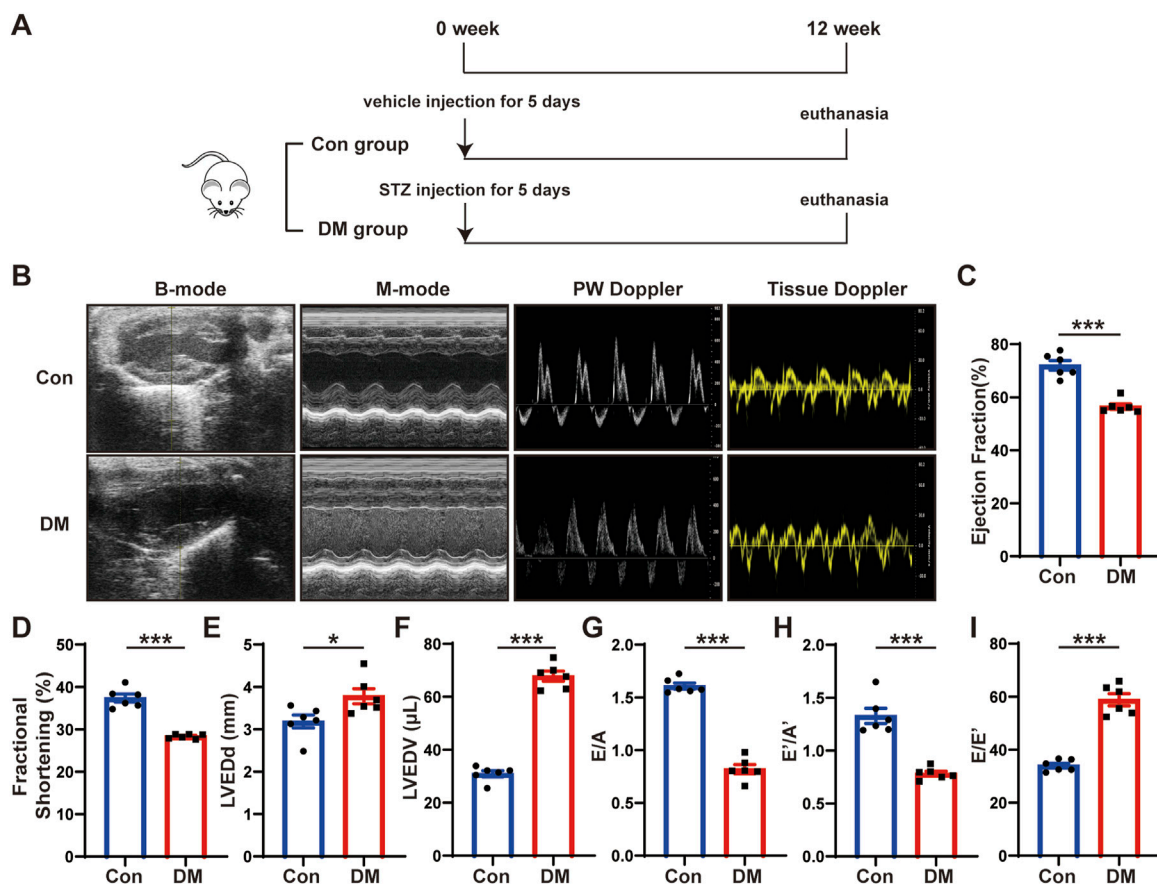 A
0 week 12 week
vehicle injection for 5 days
euthanasia
Con group
STZ injection for 5 days
euthanasia
DM group
B
B-mode M-mode PW Doppler Tissue Doppler
Con
DM
C
Ejection Fraction(%)
80
60
40
20
0
***
Con DM
D
Fractional
Shortening (%)
50
40
30
20
10
0
***
Con DM
E
LVEDd (mm)
5
4
3
2
1
0
*
Con DM
F
LVEDV (μL)
80
60
40
20
0
***
Con DM
G
E/A
2.0
1.5
1.0
0.5
0.0
***
Con DM
H
E'/A'
2.0
1.5
1.0
0.5
0.0
***
Con DM
I
E/E'
80
60
40
20
0
***
Con DM